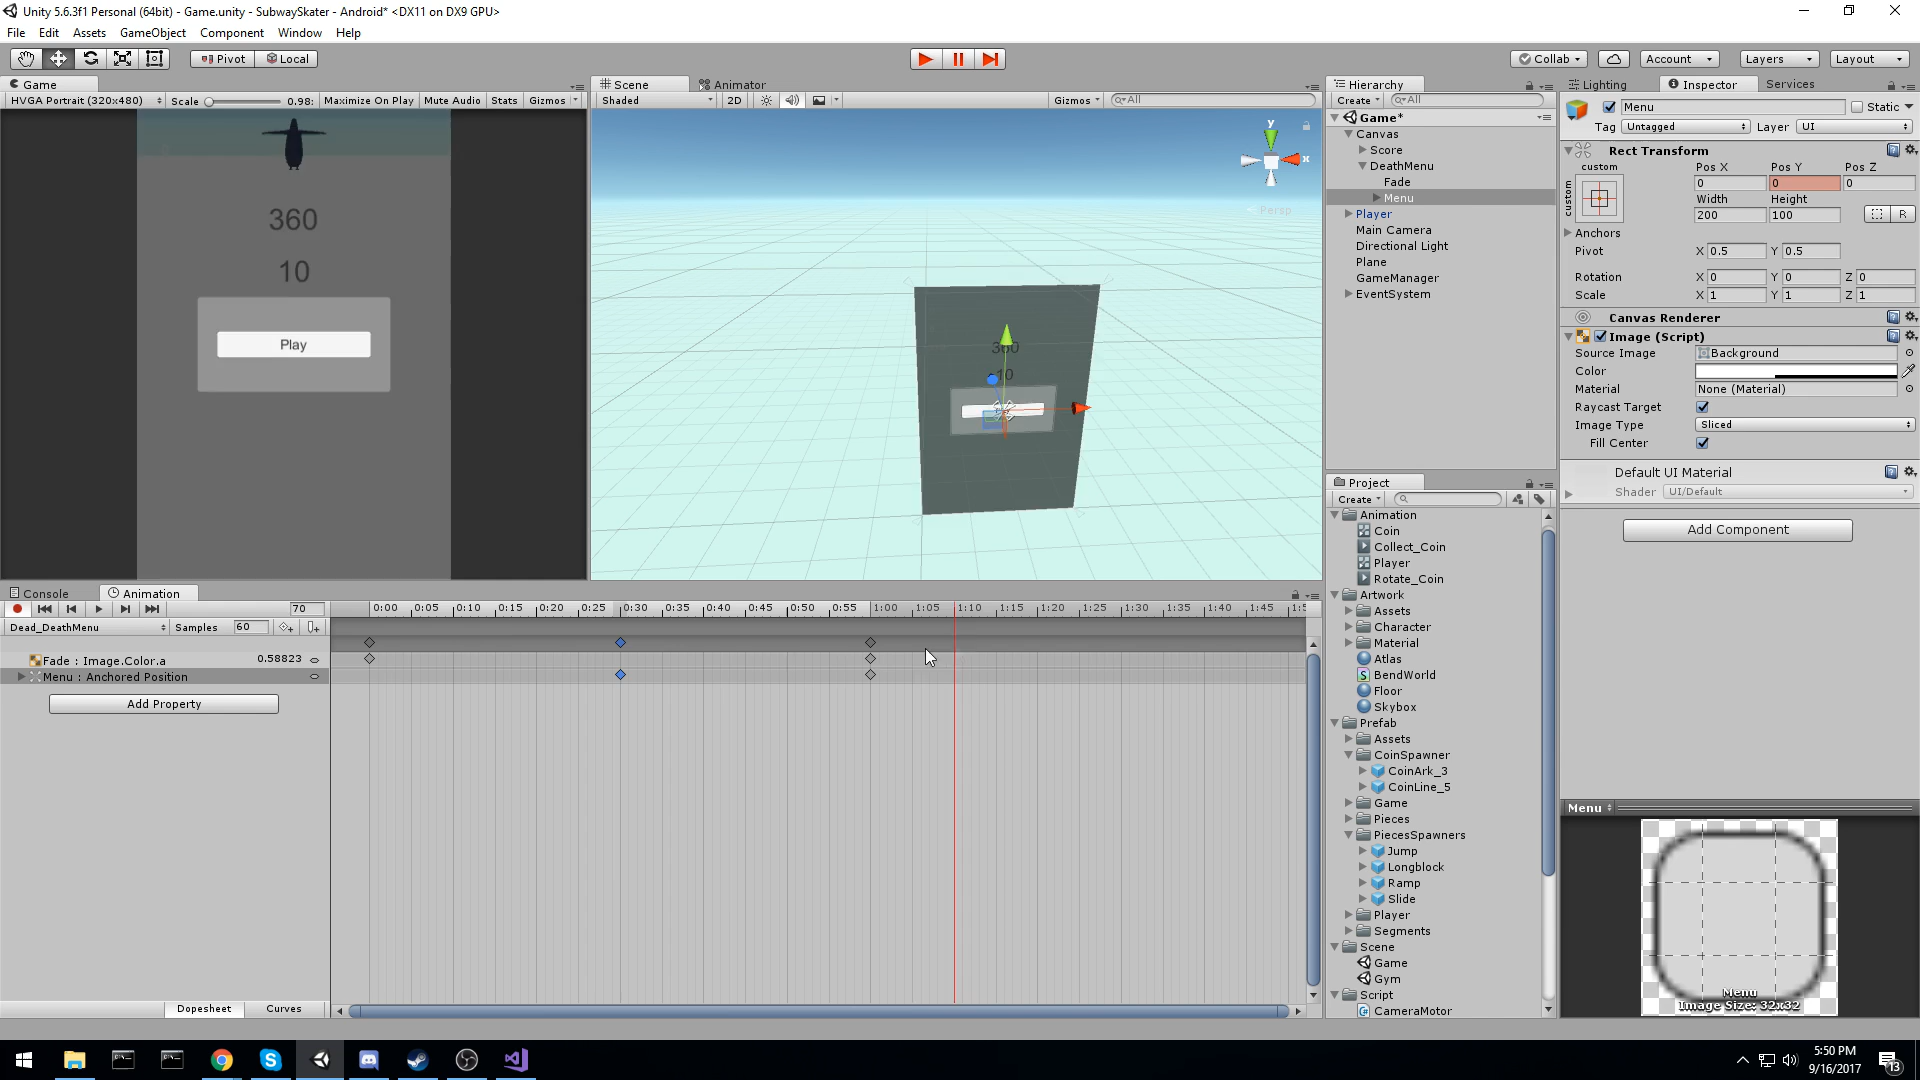 Unity 5.6.3f1 Personal (64bit) - Game.unity - SubwaySkater - Android* <DX11 on DX9 GPU>
File Edit Assets GameObject Component Window Help
Pivot Local
Collab Account Layers Layout
Game
HVGA Portrait (320x480) Scale 0.98: Maximize On Play Mute Audio Stats Gizmos
360
10
Play
Scene Animator
Shaded 2D Gizmos All
y
x
Persp
360
10
Hierarchy
Create All
Game*
Canvas
Score
DeathMenu
Fade
Menu
Player
Main Camera
Directional Light
Plane
GameManager
EventSystem
Project
Create
Animation
Coin
Collect_Coin
Player
Rotate_Coin
Artwork
Assets
Character
Material
Atlas
BendWorld
Floor
Skybox
Prefab
Assets
CoinSpawner
CoinArk_3
CoinLine_5
Game
Pieces
PiecesSpawners
Jump
Longblock
Ramp
Slide
Player
Segments
Scene
Game
Gym
Script
CameraMotor
Lighting Inspector Services
Menu Static
Tag Untagged Layer UI
Rect Transform
custom Pos X Pos Y Pos Z
custom 0 0 0
Width Height
200 100 R
Anchors
Pivot X 0.5 Y 0.5
Rotation X 0 Y 0 Z 0
Scale X 1 Y 1 Z 1
Canvas Renderer
Image (Script)
Source Image Background
Color
Material None (Material)
Raycast Target
Image Type Sliced
Fill Center
Default UI Material
Shader UI/Default
Add Component
Menu
Menu
Image Size: 32x32
Console Animation
70 0:00 0:05 0:10 0:15 0:20 0:25 0:30 0:35 0:40 0:45 0:50 0:55 1:00 1:05 1:10 1:15 1:20 1:25 1:30 1:35 1:40 1:45
Dead_DeathMenu Samples 60
Fade : Image.Color.a 0.58823
Menu : Anchored Position
Add Property
Dopesheet Curves
5:50 PM
9/16/2017
13